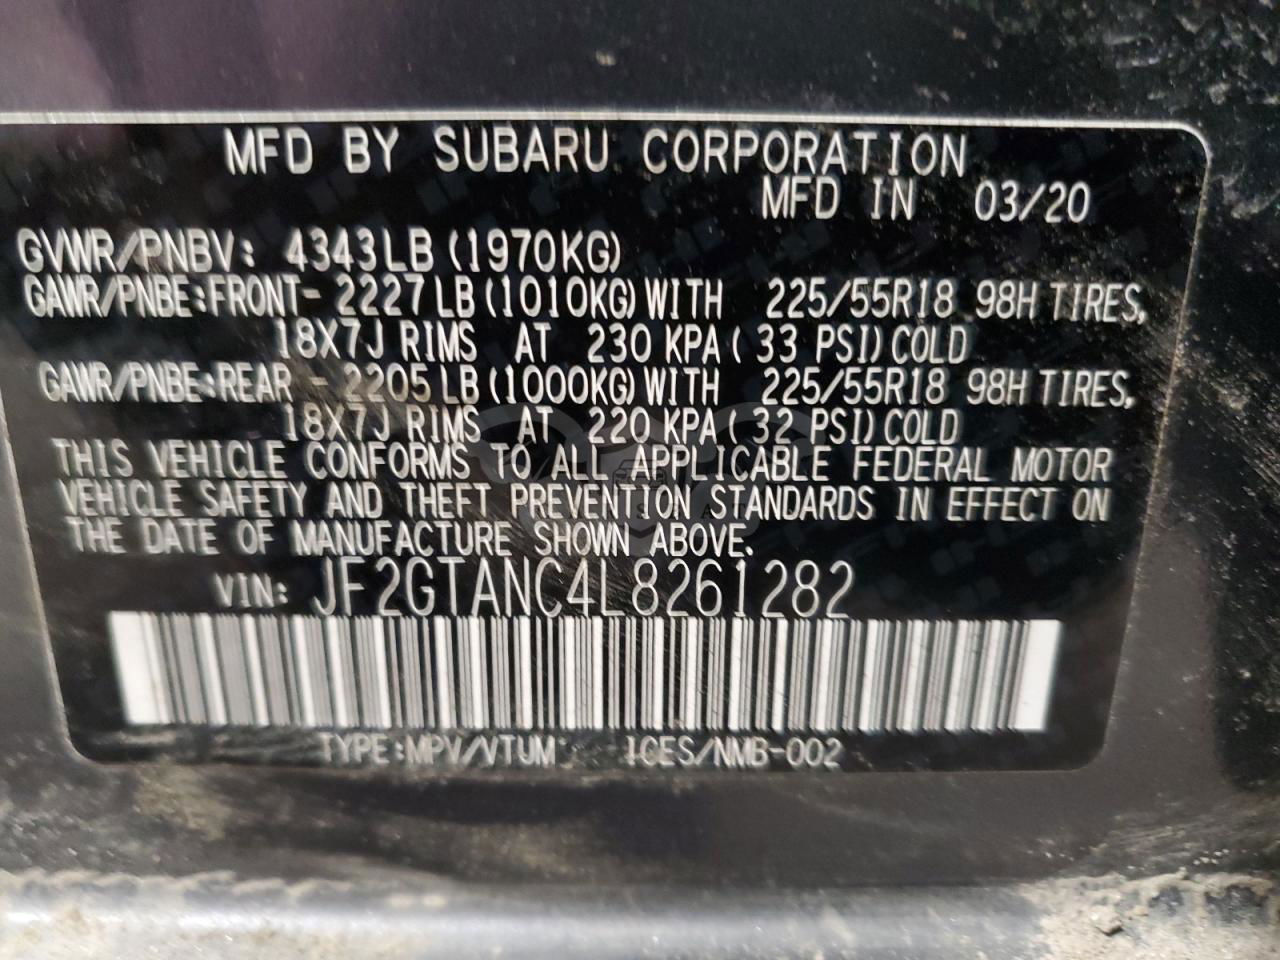 MFD BY SUBARU CORPORATION
MFD IN 03/20
GVWR/PNBV: 4343LB (1970KG)
GAWR/PNBE:FRONT- 2227LB(1010KG)WITH 225/55R18 98H TIRES,
18X7J RIMS AT 230 KPA ( 33 PSI) COLD
GAWR/PNBE:REAR - 2205LB(1000KG)WITH 225/55R18 98H TIRES,
18X7J RIMS AT 220 KPA ( 32 PSI) COLD
THIS VEHICLE CONFORMS TO ALL APPLICABLE FEDERAL MOTOR
VEHICLE SAFETY AND THEFT PREVENTION STANDARDS IN EFFECT ON
THE DATE OF MANUFACTURE SHOWN ABOVE.
VIN: JF2GTANC4L8261282
TYPE:MPV/VTUM ICES/NMB-002